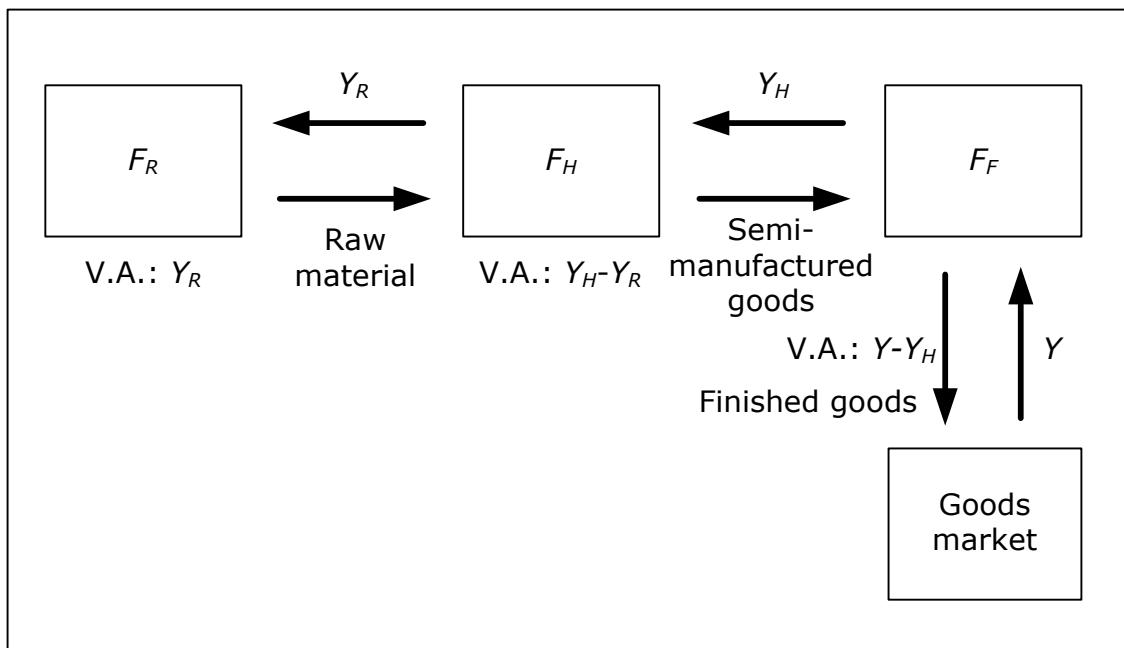 Y_R
Y_H
F_R
F_H
F_F
Raw
material
Semi-
manufactured
goods
V.A.: Y_R
V.A.: Y_H-Y_R
V.A.: Y-Y_H
Y
Finished goods
Goods
market